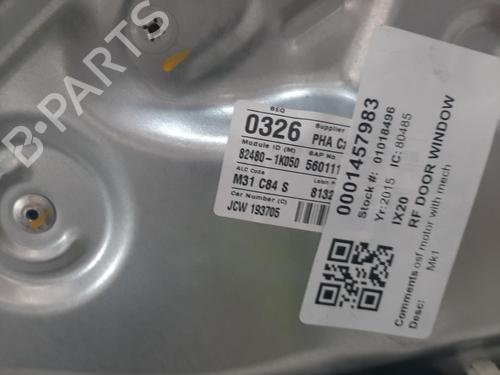 B-PARTS
SEQ
0326
Supplier
PHA
Module ID (M)
82480-1K050
SAP No
560111
ALC Code
M31 C84 S
8132
Car Number (C)
JCW 193705
0001457983
Stock #: 01018496
Yr:2015 IC: 80485
IX20
RF DOOR WINDOW
Comments osf motor with mech
Desc: Mk1